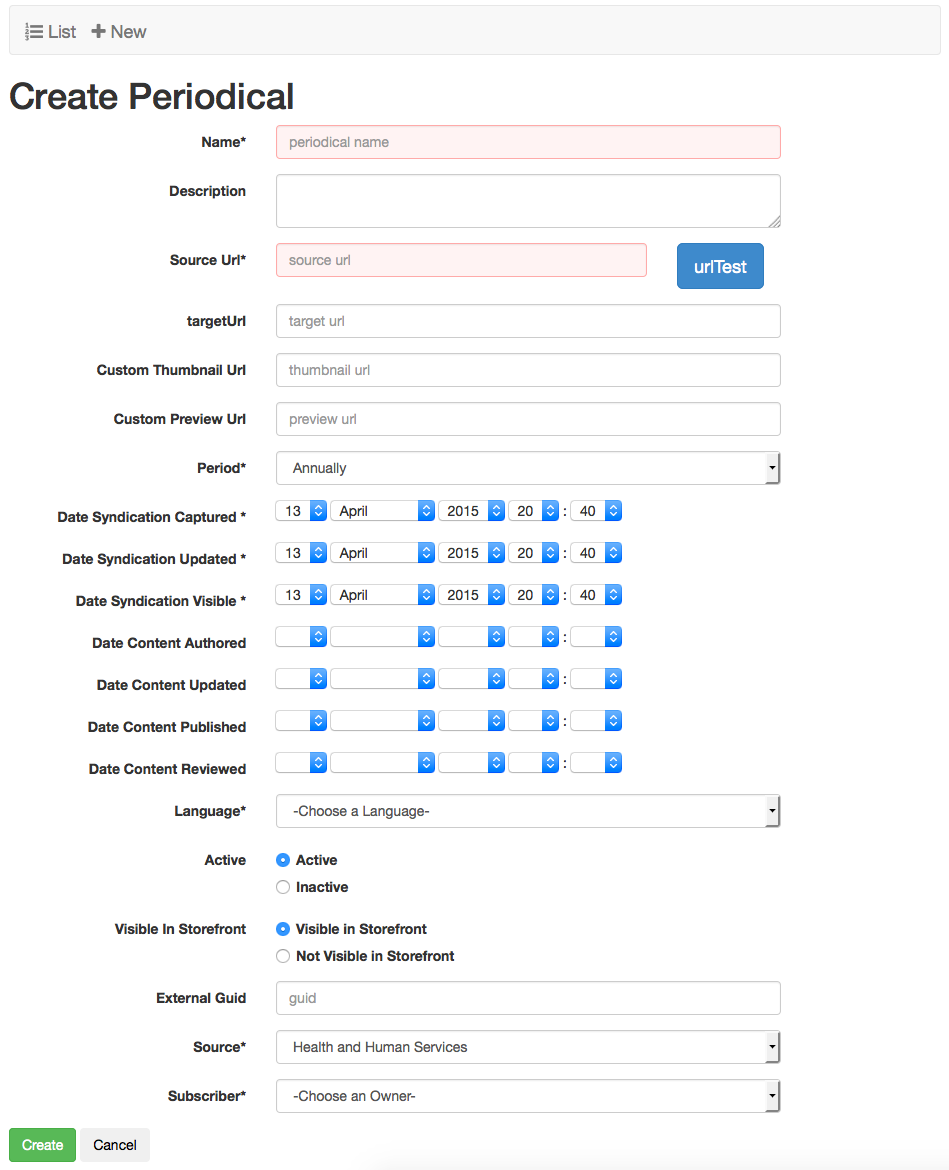 List New
Create Periodical
Name* periodical name
Description
Source Url* source url urlTest
targetUrl target url
Custom Thumbnail Url thumbnail url
Custom Preview Url preview url
Period* Annually
Date Syndication Captured * 13 April 2015 20 : 40
Date Syndication Updated * 13 April 2015 20 : 40
Date Syndication Visible * 13 April 2015 20 : 40
Date Content Authored :
Date Content Updated :
Date Content Published :
Date Content Reviewed :
Language* -Choose a Language-
Active Active
Inactive
Visible In Storefront Visible in Storefront
Not Visible in Storefront
External Guid guid
Source* Health and Human Services
Subscriber* -Choose an Owner-
Create Cancel